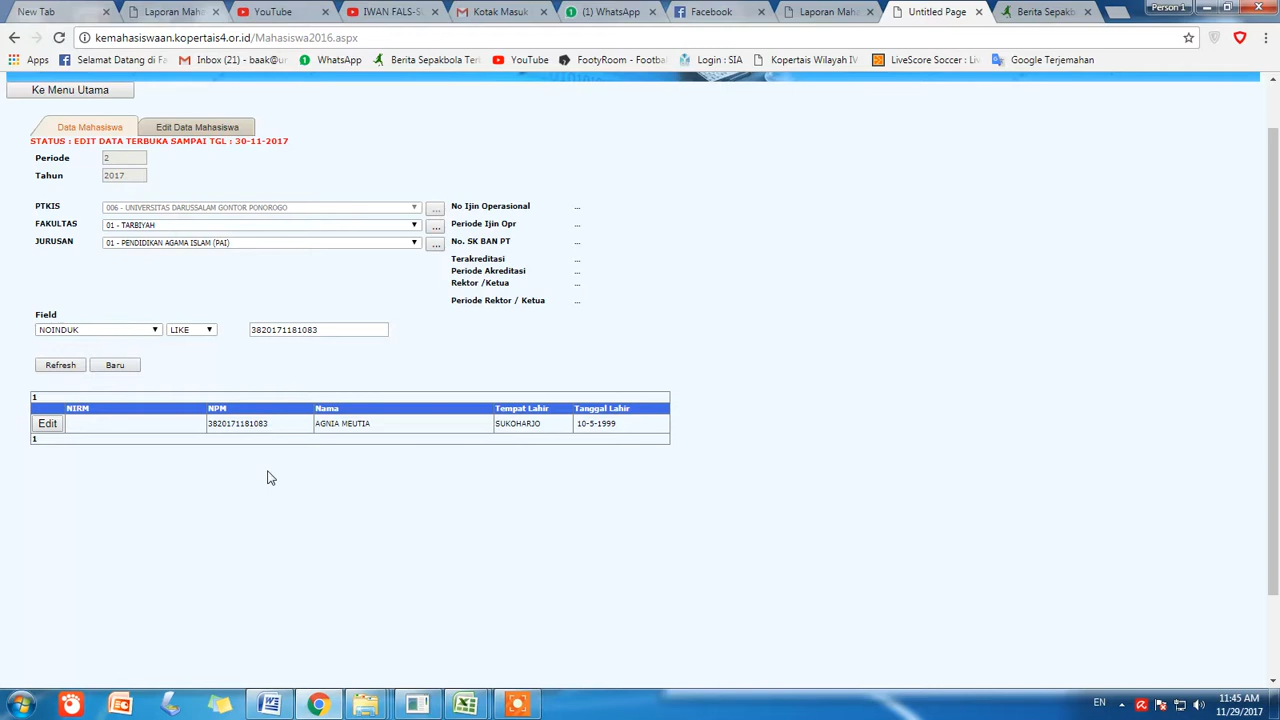 New Tab
Laporan Maha
YouTube
IWAN FALS-S
Kotak Masuk
(1) WhatsApp
Facebook
Laporan Maha
Untitled Page
Berita Sepakb
Person 1
kemahasiswaan.kopertais4.or.id/Mahasiswa2016.aspx
Apps
Selamat Datang di Fa
Inbox (21) - baak@u
WhatsApp
Berita Sepakbola Ter
YouTube
FootyRoom - Footba
Login : SIA
Kopertais Wilayah IV
LiveScore Soccer : Li
Google Terjemahan
Ke Menu Utama
Data Mahasiswa
Edit Data Mahasiswa
STATUS : EDIT DATA TERBUKA SAMPAI TGL : 30-11-2017
Periode 2
Tahun 2017
PTKIS 006 - UNIVERSITAS DARUSSALAM GONTOR PONOROGO ... No Ijin Operasional ...
FAKULTAS 01 - TARBIYAH ... Periode Ijin Opr ...
JURUSAN 01 - PENDIDIKAN AGAMA ISLAM (PAI) ... No. SK BAN PT ...
Terakreditasi ...
Periode Akreditasi ...
Rektor /Ketua ...
Periode Rektor / Ketua ...
Field
NOINDUK LIKE 3820171181083
Refresh Baru
1
NIRM NPM Nama Tempat Lahir Tanggal Lahir
Edit 3820171181083 AGNIA MEUTIA SUKOHARJO 10-5-1999
1
EN
11:45 AM
11/29/2017